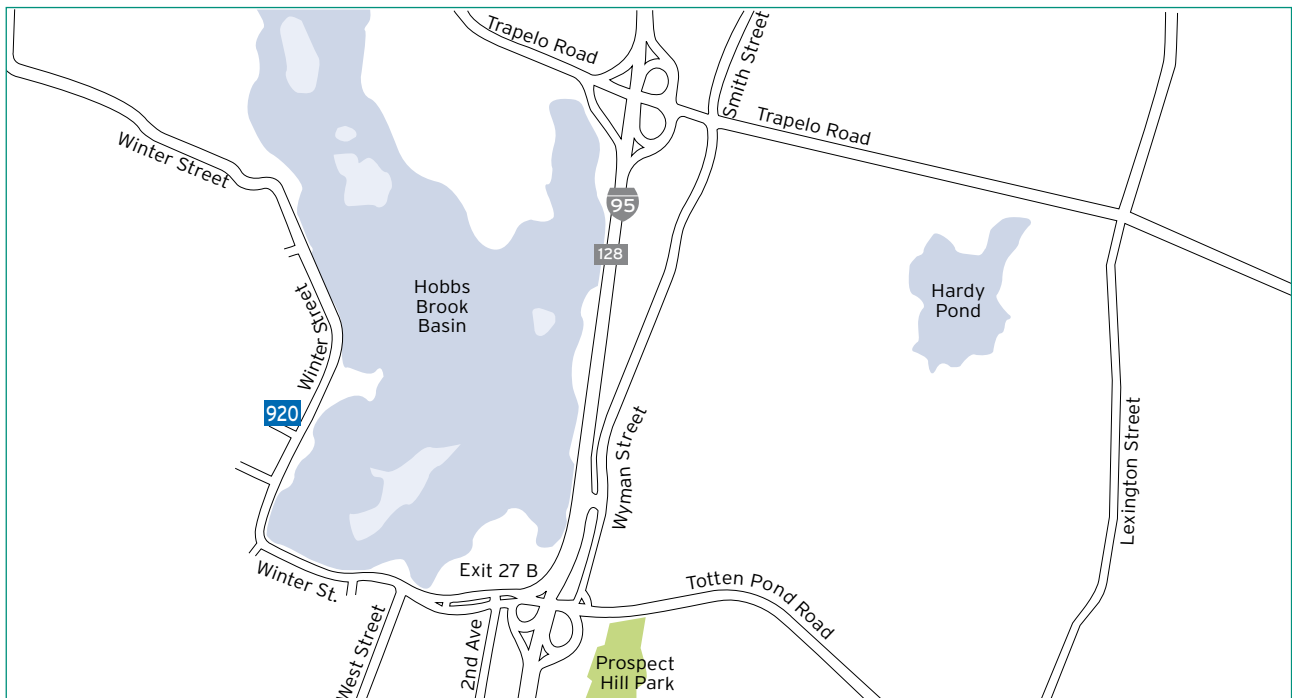 Trapelo Road
Smith Street
Trapelo Road
Winter Street
95
128
Hobbs
Brook
Basin
Hardy
Pond
Winter Street
920
Wyman Street
Lexington Street
Exit 27 B
Winter St.
Totten Pond Road
West Street
2nd Ave
Prospect
Hill Park